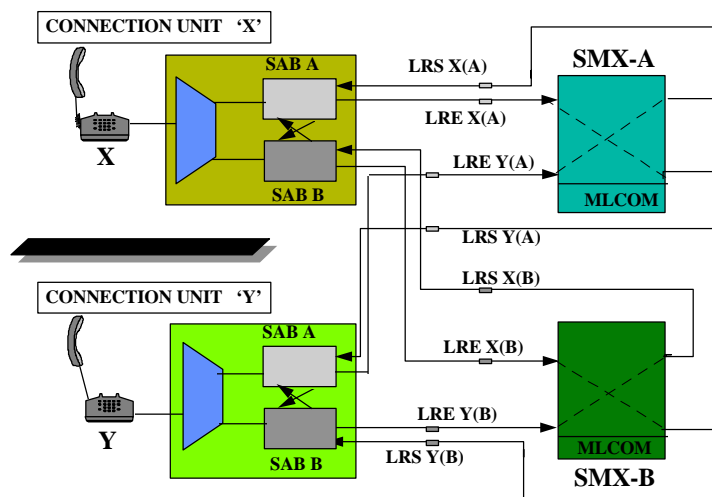 CONNECTION UNIT ‘X’
SAB A
LRS X(A)
SMX-A
LRE X(A)
X
LRE Y(A)
SAB B
MLCOM
LRS Y(A)
LRS X(B)
CONNECTION UNIT ‘Y’
SAB A
LRE X(B)
LRE Y(B)
Y
MLCOM
SAB B
LRS Y(B)
SMX-B